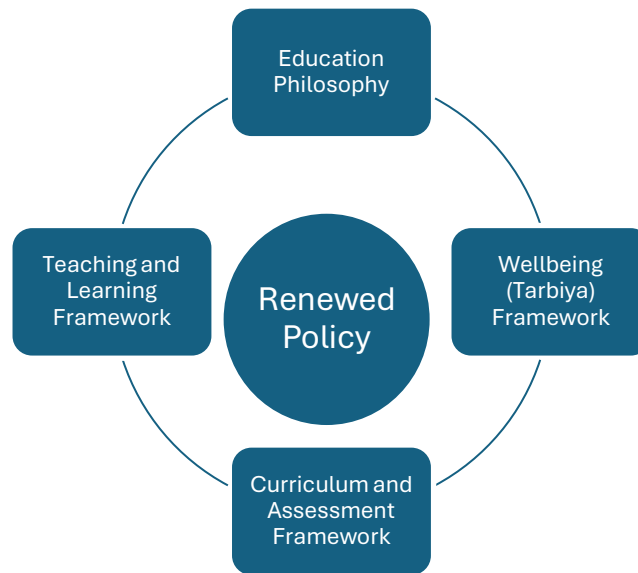 Education
Philosophy
Teaching and
Learning
Framework
Renewed
Policy
Wellbeing
(Tarbiya)
Framework
Curriculum and
Assessment
Framework